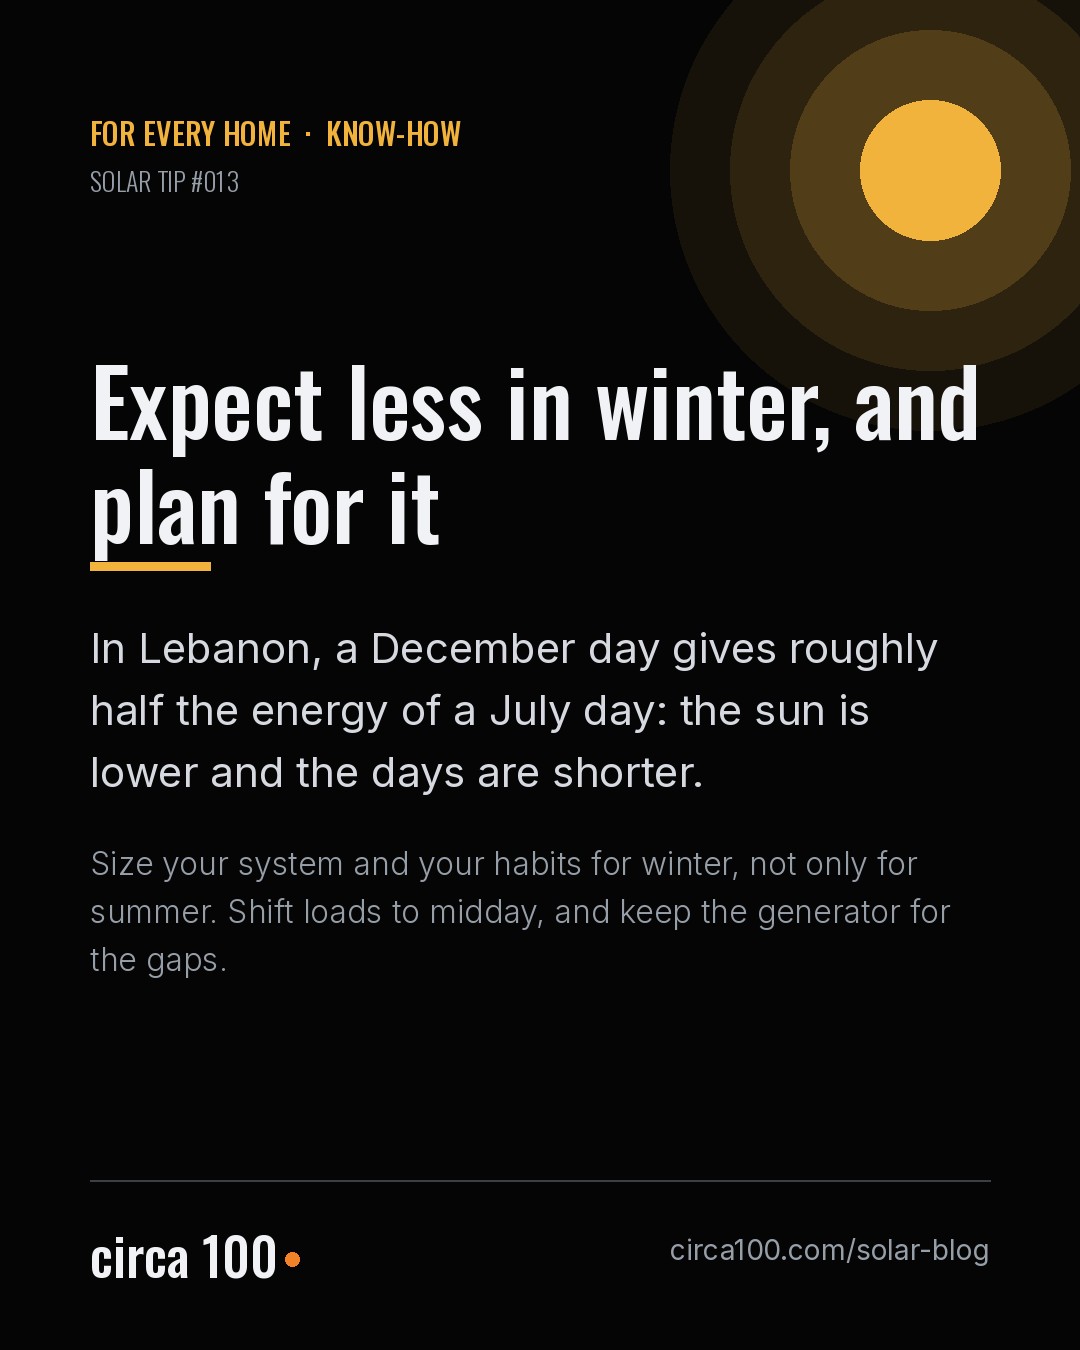 FOR EVERY HOME · KNOW-HOW
SOLAR TIP #013
Expect less in winter, and
plan for it
In Lebanon, a December day gives roughly
half the energy of a July day: the sun is
lower and the days are shorter.
Size your system and your habits for winter, not only for
summer. Shift loads to midday, and keep the generator for
the gaps.
circa 100
circa100.com/solar-blog